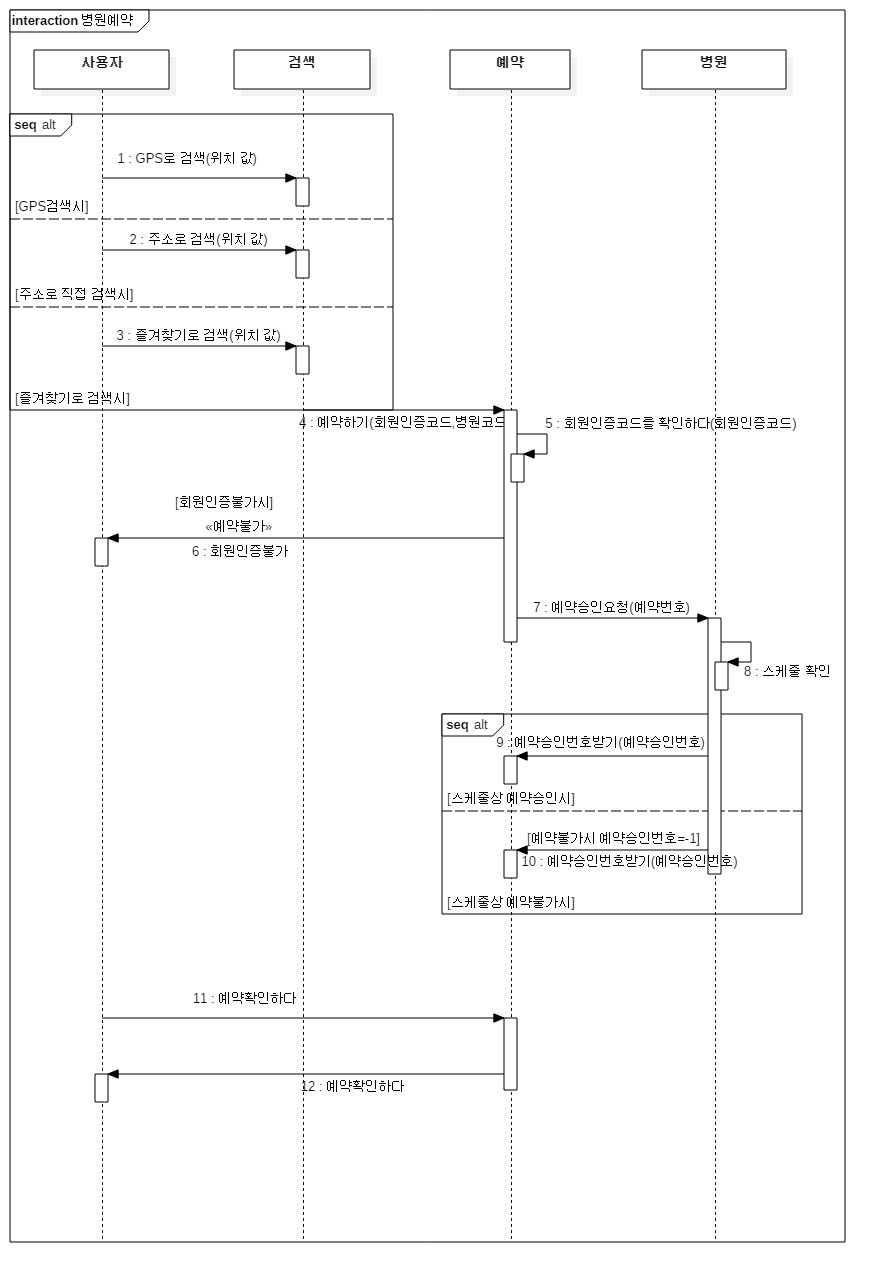 interaction 병원예약
사용자
검색
예약
병원
seq alt
1 : GPS로 검색(위치 값)
[GPS검색시]
2 : 주소로 검색(위치 값)
[주소로 직접 검색시]
3 : 즐겨찾기로 검색(위치 값)
[즐겨찾기로 검색시]
4 : 예약하기(회원인증코드,병원코드
5 : 회원인증코드를 확인하다(회원인증코드)
[회원인증불가시]
«예약불가»
6 : 회원인증불가
7 : 예약승인요청(예약번호)
8 : 스케줄 확인
seq alt
9 : 예약승인번호받기(예약승인번호)
[스케줄상 예약승인시]
[예약불가시 예약승인번호=-1]
10 : 예약승인번호받기(예약승인번호)
[스케줄상 예약불가시]
11 : 예약확인하다
12 : 예약확인하다